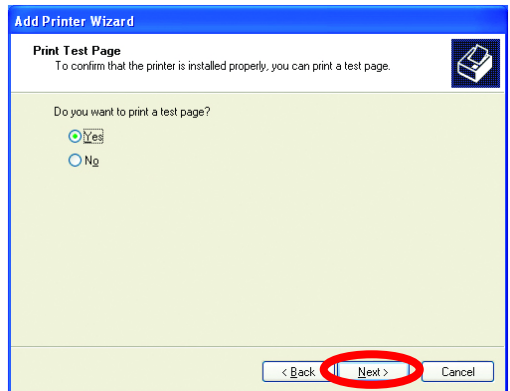 Add Printer Wizard
Print Test Page
To confirm that the printer is installed properly, you can print a test page.
Do you want to print a test page?
Yes
No
< Back
Next >
Cancel